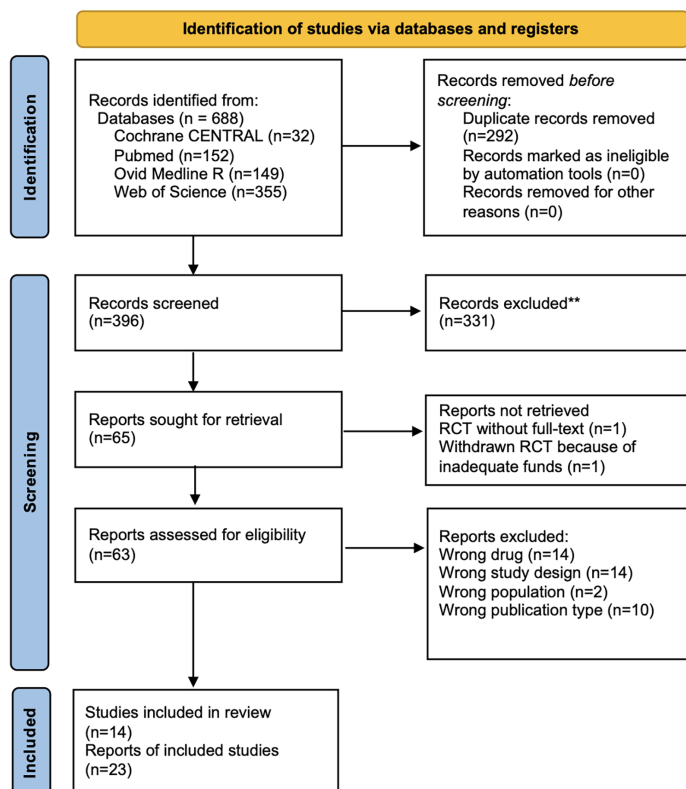 Identification of studies via databases and registers
Identification
Records identified from:
Databases (n = 688)
Cochrane CENTRAL (n=32)
Pubmed (n=152)
Ovid Medline R (n=149)
Web of Science (n=355)
Records removed before
screening:
Duplicate records removed
(n=292)
Records marked as ineligible
by automation tools (n=0)
Records removed for other
reasons (n=0)
Screening
Records screened
(n=396)
Records excluded**
(n=331)
Reports sought for retrieval
(n=65)
Reports not retrieved
RCT without full-text (n=1)
Withdrawn RCT because of
inadequate funds (n=1)
Reports assessed for eligibility
(n=63)
Reports excluded:
Wrong drug (n=14)
Wrong study design (n=14)
Wrong population (n=2)
Wrong publication type (n=10)
Included
Studies included in review
(n=14)
Reports of included studies
(n=23)